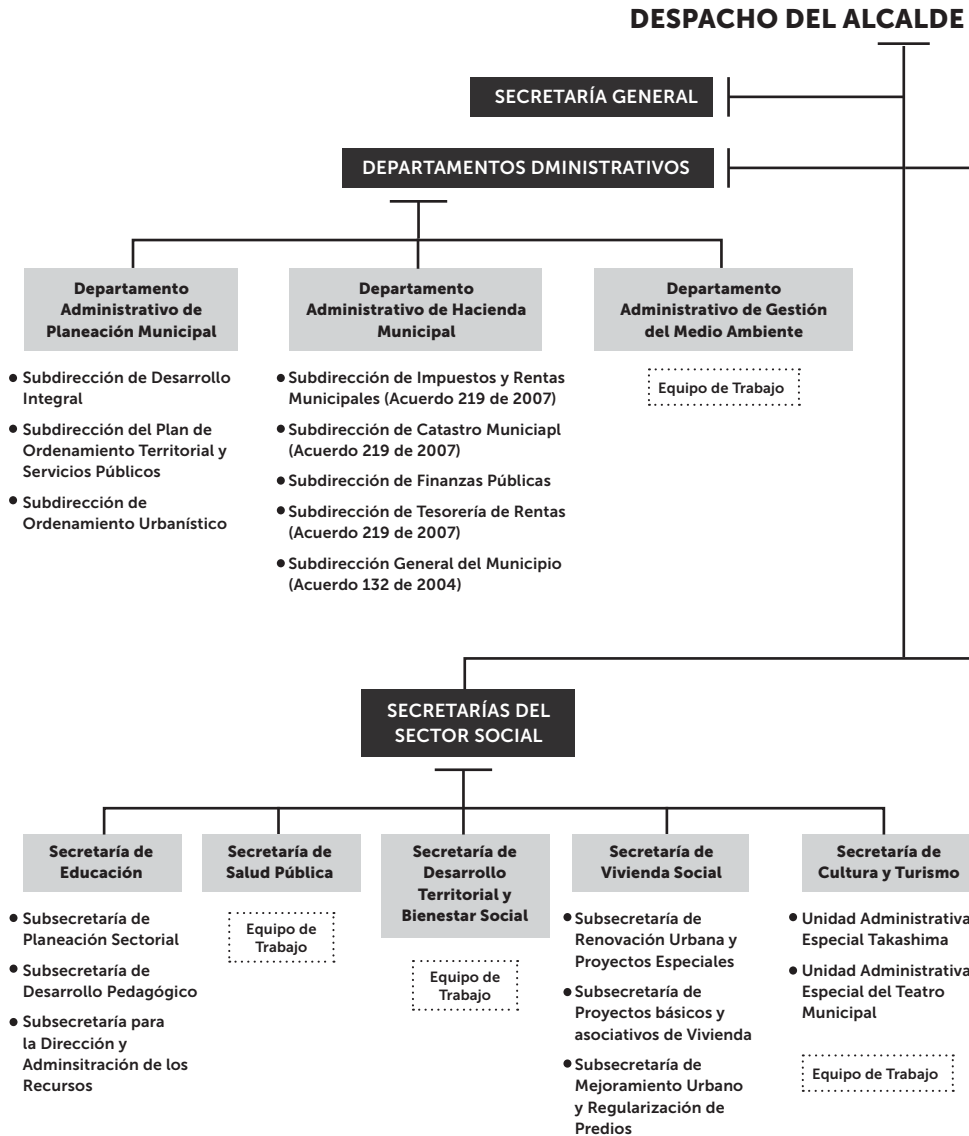 DESPACHO DEL ALCALDE
SECRETARÍA GENERAL
DEPARTAMENTOS DMINISTRATIVOS
Departamento
Administrativo de
Planeación Municipal
• Subdirección de Desarrollo
Integral
• Subdirección del Plan de
Ordenamiento Territorial y
Servicios Públicos
• Subdirección de
Ordenamiento Urbanístico
Departamento
Administrativo de Hacienda
Municipal
• Subdirección de Impuestos y Rentas
Municipales (Acuerdo 219 de 2007)
• Subdirección de Catastro Municiapl
(Acuerdo 219 de 2007)
• Subdirección de Finanzas Públicas
• Subdirección de Tesorería de Rentas
(Acuerdo 219 de 2007)
• Subdirección General del Municipio
(Acuerdo 132 de 2004)
Departamento
Administrativo de Gestión
del Medio Ambiente
Equipo de Trabajo
SECRETARÍAS DEL
SECTOR SOCIAL
Secretaría de
Educación
• Subsecretaría de
Planeación Sectorial
• Subsecretaría de
Desarrollo Pedagógico
• Subsecretaría para
la Dirección y
Adminsitración de los
Recursos
Secretaría de
Salud Pública
Equipo de
Trabajo
Secretaría de
Desarrollo
Territorial y
Bienestar Social
Equipo de
Trabajo
Secretaría de
Vivienda Social
• Subsecretaría de
Renovación Urbana y
Proyectos Especiales
• Subsecretaría de
Proyectos básicos y
asociativos de Vivienda
• Subsecretaría de
Mejoramiento Urbano
y Regularización de
Predios
Secretaría de
Cultura y Turismo
• Unidad Administrativa
Especial Takashima
• Unidad Administrativa
Especial del Teatro
Municipal
Equipo de Trabajo